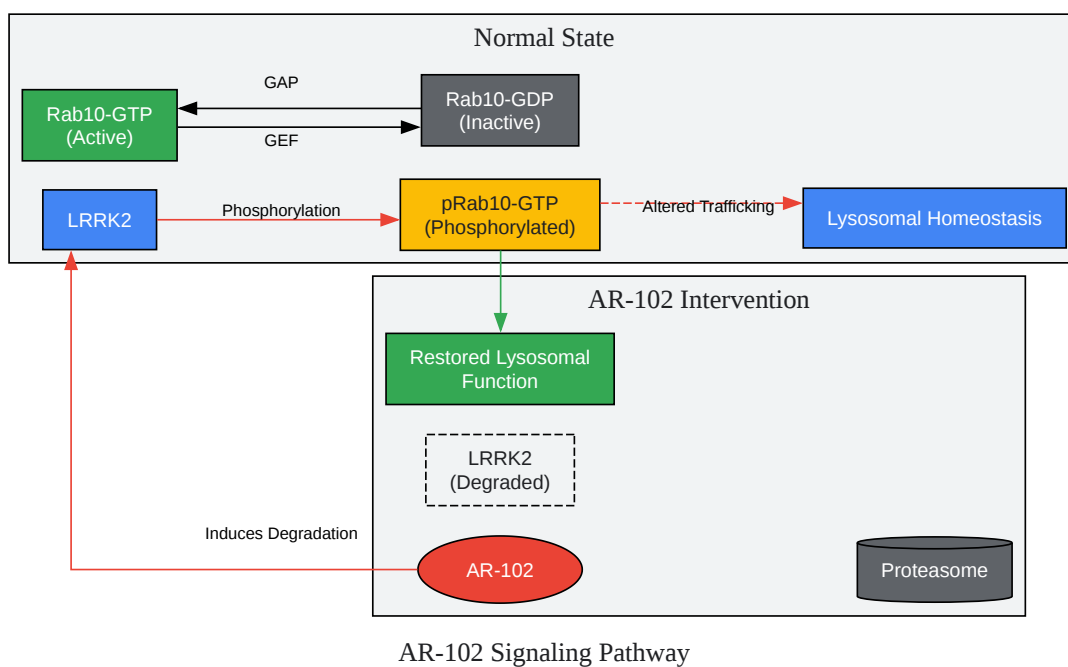 Normal State
GAP
Rab10-GTP
(Active)
Rab10-GDP
(Inactive)
GEF
LRRK2
Phosphorylation
pRab10-GTP
(Phosphorylated)
Altered Trafficking
Lysosomal Homeostasis
AR-102 Intervention
Restored Lysosomal
Function
LRRK2
(Degraded)
Induces Degradation
AR-102
Proteasome
AR-102 Signaling Pathway